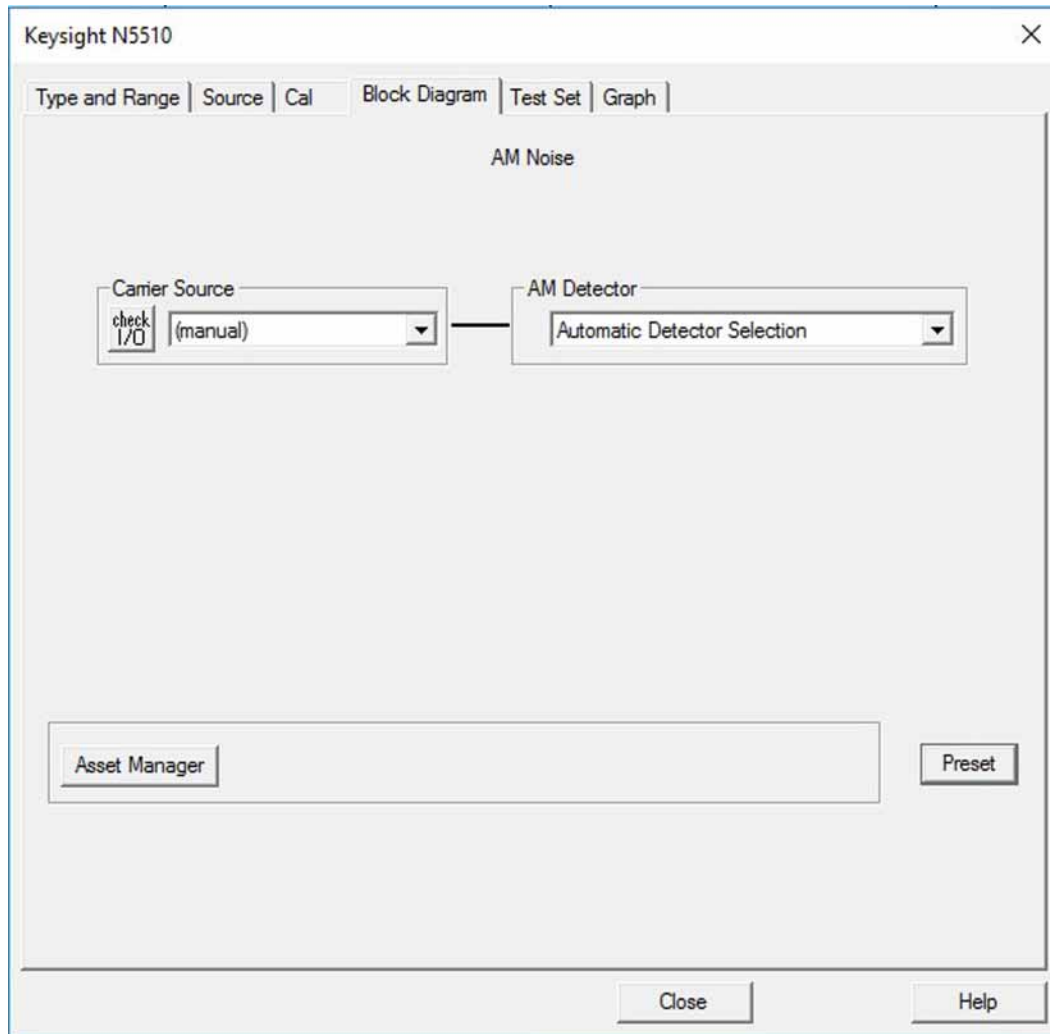 Keysight N5510
Type and Range Source Cal Block Diagram Test Set Graph
AM Noise
Carrier Source
AM Detector
check I/O
(manual)
Automatic Detector Selection
Asset Manager
Preset
Close
Help